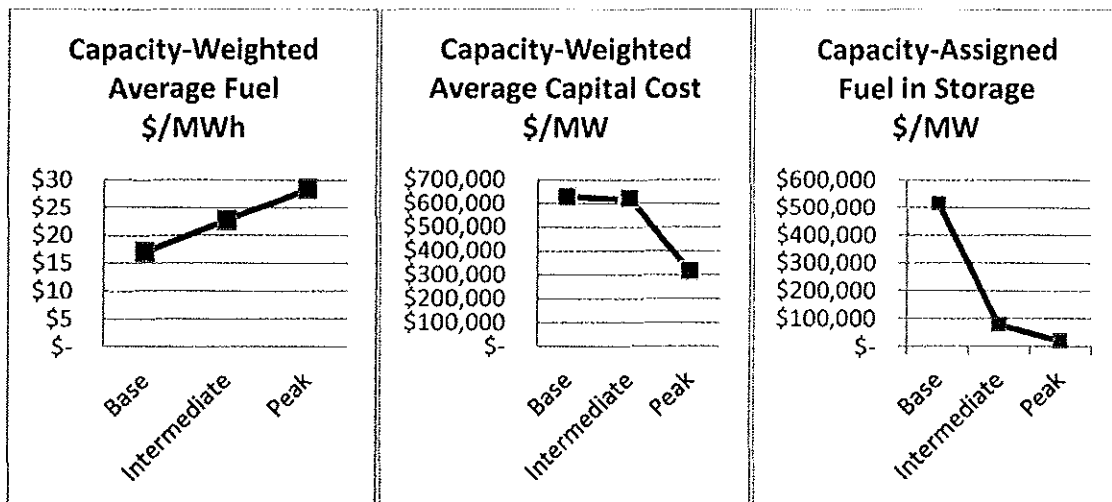 Capacity-Weighted
Average Fuel
$/MWh
$30
$25
$20
$15
$10
$5
$-
Base
Intermediate
Peak
Capacity-Weighted
Average Capital Cost
$/MW
$700,000
$600,000
$500,000
$400,000
$300,000
$200,000
$100,000
$-
Base
Intermediate
Peak
Capacity-Assigned
Fuel in Storage
$/MW
$600,000
$500,000
$400,000
$300,000
$200,000
$100,000
$-
Base
Intermediate
Peak